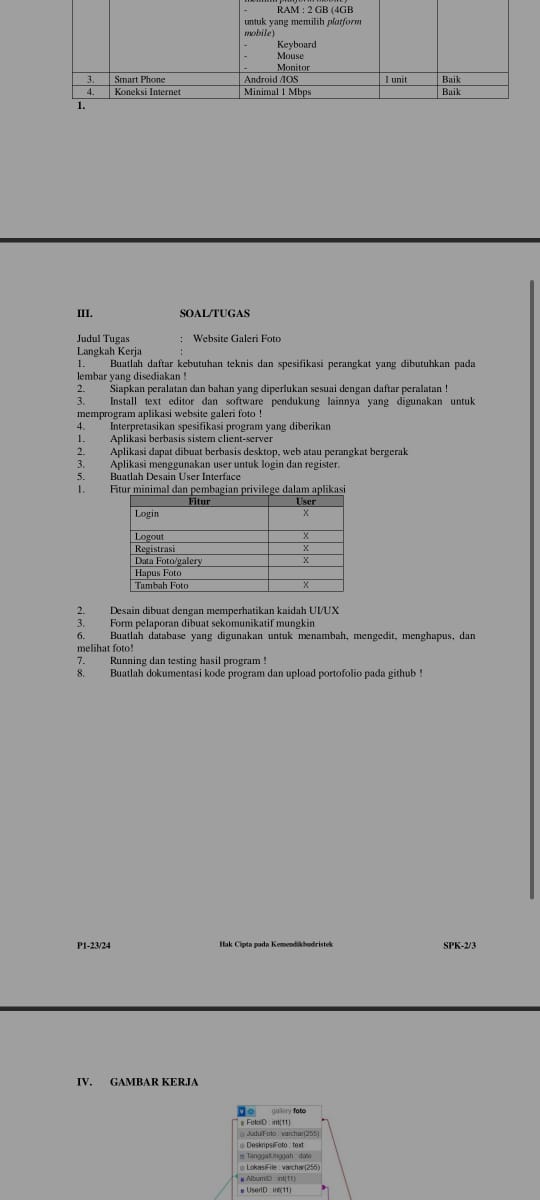 RAM : 2 GB (4GB
untuk yang memilih platform
mobile)
- Keyboard
- Mouse
- Monitor
3. Smart Phone Android /IOS 1 unit Baik
4. Koneksi Internet Minimal 1 Mbps Baik
1.
III. SOAL/TUGAS
Judul Tugas : Website Galeri Foto
Langkah Kerja :
1. Buatlah daftar kebutuhan teknis dan spesifikasi perangkat yang dibutuhkan pada
lembar yang disediakan !
2. Siapkan peralatan dan bahan yang diperlukan sesuai dengan daftar peralatan !
3. Install text editor dan software pendukung lainnya yang digunakan untuk
memprogram aplikasi website galeri foto !
4. Interpretasikan spesifikasi program yang diberikan
1. Aplikasi berbasis sistem client-server
2. Aplikasi dapat dibuat berbasis desktop, web atau perangkat bergerak
3. Aplikasi menggunakan user untuk login dan register.
5. Buatlah Desain User Interface
1. Fitur minimal dan pembagian privilege dalam aplikasi
Fitur User
Login X
Logout X
Registrasi X
Data Foto/galery X
Hapus Foto
Tambah Foto X
2. Desain dibuat dengan memperhatikan kaidah UI/UX
3. Form pelaporan dibuat sekomunikatif mungkin
6. Buatlah database yang digunakan untuk menambah, mengedit, menghapus, dan
melihat foto!
7. Running dan testing hasil program !
8. Buatlah dokumentasi kode program dan upload portofolio pada github !
P1-23/24 Hak Cipta pada Kemendikbudristek SPK-2/3
IV. GAMBAR KERJA
gallery foto
FotoID : int(11)
JudulFoto : varchar(255)
DeskripsiFoto : text
TanggalUnggah : date
LokasiFile : varchar(255)
AlbumID : int(11)
UserID : int(11)